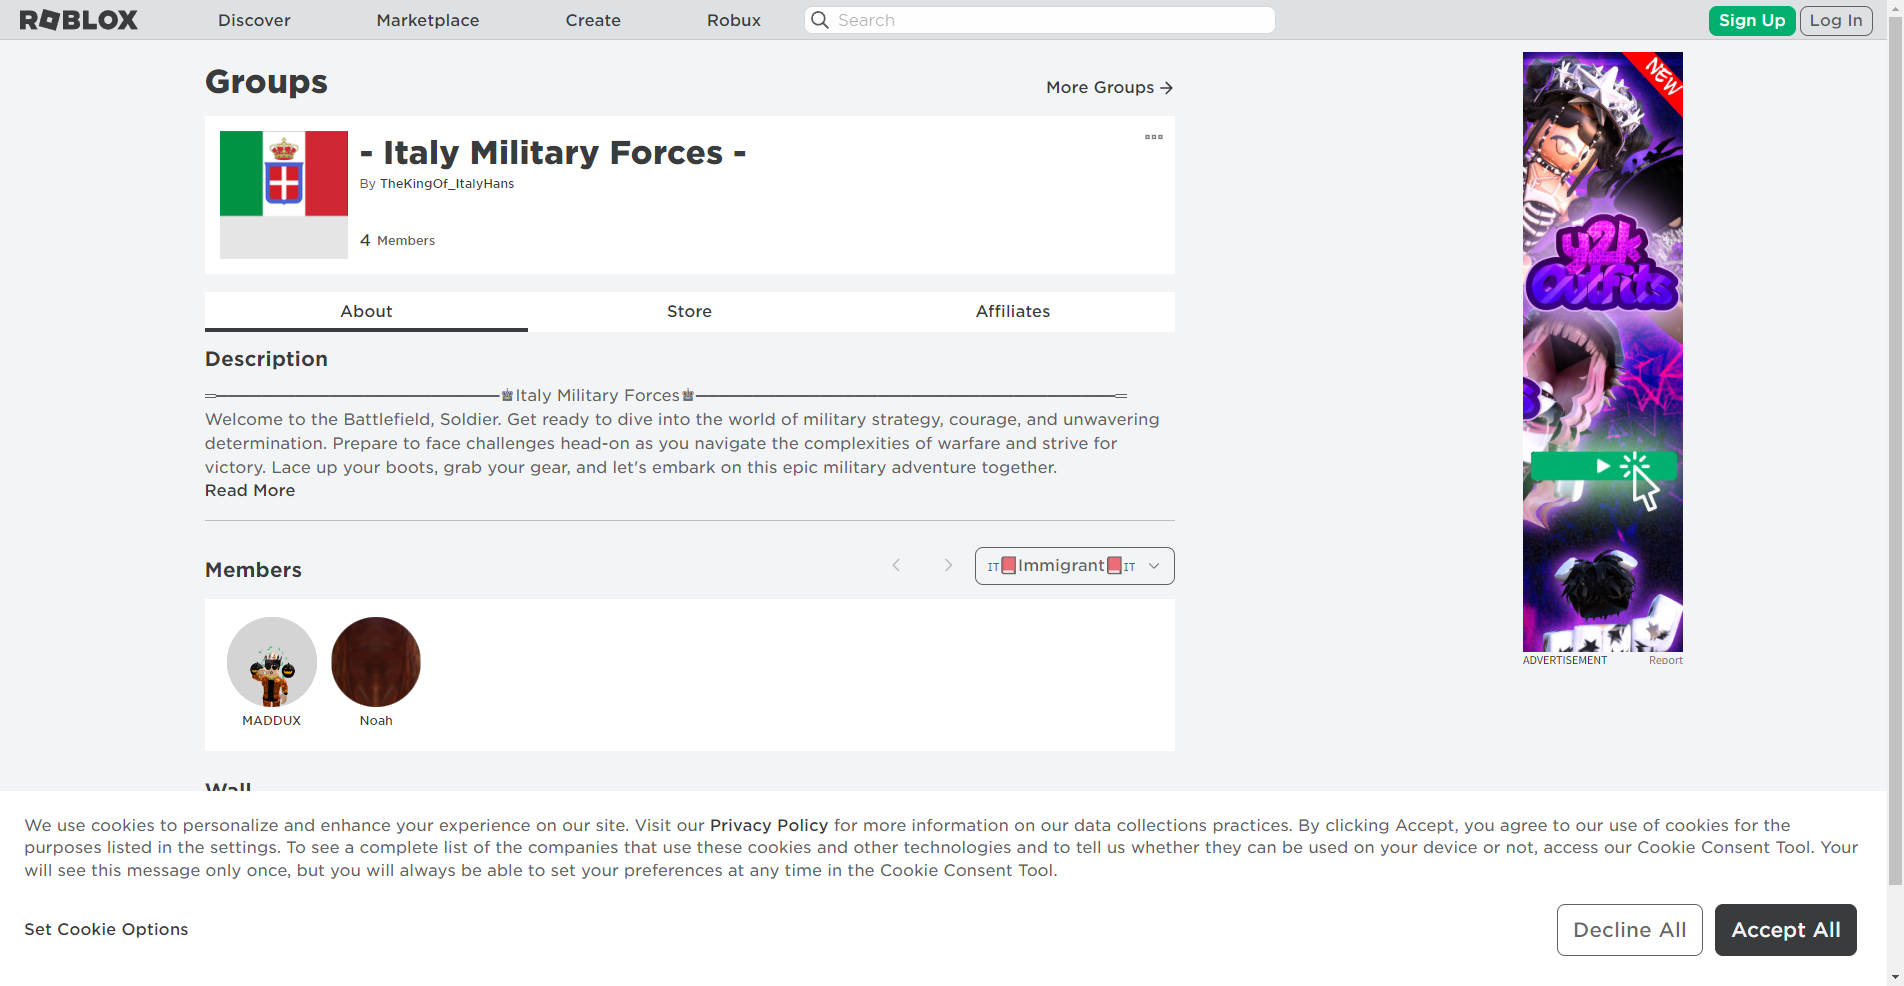 ROBLOX
Discover
Marketplace
Create
Robux
Search
Sign Up
Log In
Groups
More Groups
- Italy Military Forces -
By TheKingOf_ItalyHans
4 Members
About
Store
Affiliates
Description
Italy Military Forces
Welcome to the Battlefield, Soldier. Get ready to dive into the world of military strategy, courage, and unwavering
determination. Prepare to face challenges head-on as you navigate the complexities of warfare and strive for
victory. Lace up your boots, grab your gear, and let's embark on this epic military adventure together.
Read More
Members
IT📕Immigrant📕IT
MADDUX
Noah
Wall
NEW
y2k
Outfits
ADVERTISEMENT
Report
We use cookies to personalize and enhance your experience on our site. Visit our Privacy Policy for more information on our data collections practices. By clicking Accept, you agree to our use of cookies for the
purposes listed in the settings. To see a complete list of the companies that use these cookies and other technologies and to tell us whether they can be used on your device or not, access our Cookie Consent Tool. Your
will see this message only once, but you will always be able to set your preferences at any time in the Cookie Consent Tool.
Set Cookie Options
Decline All
Accept All